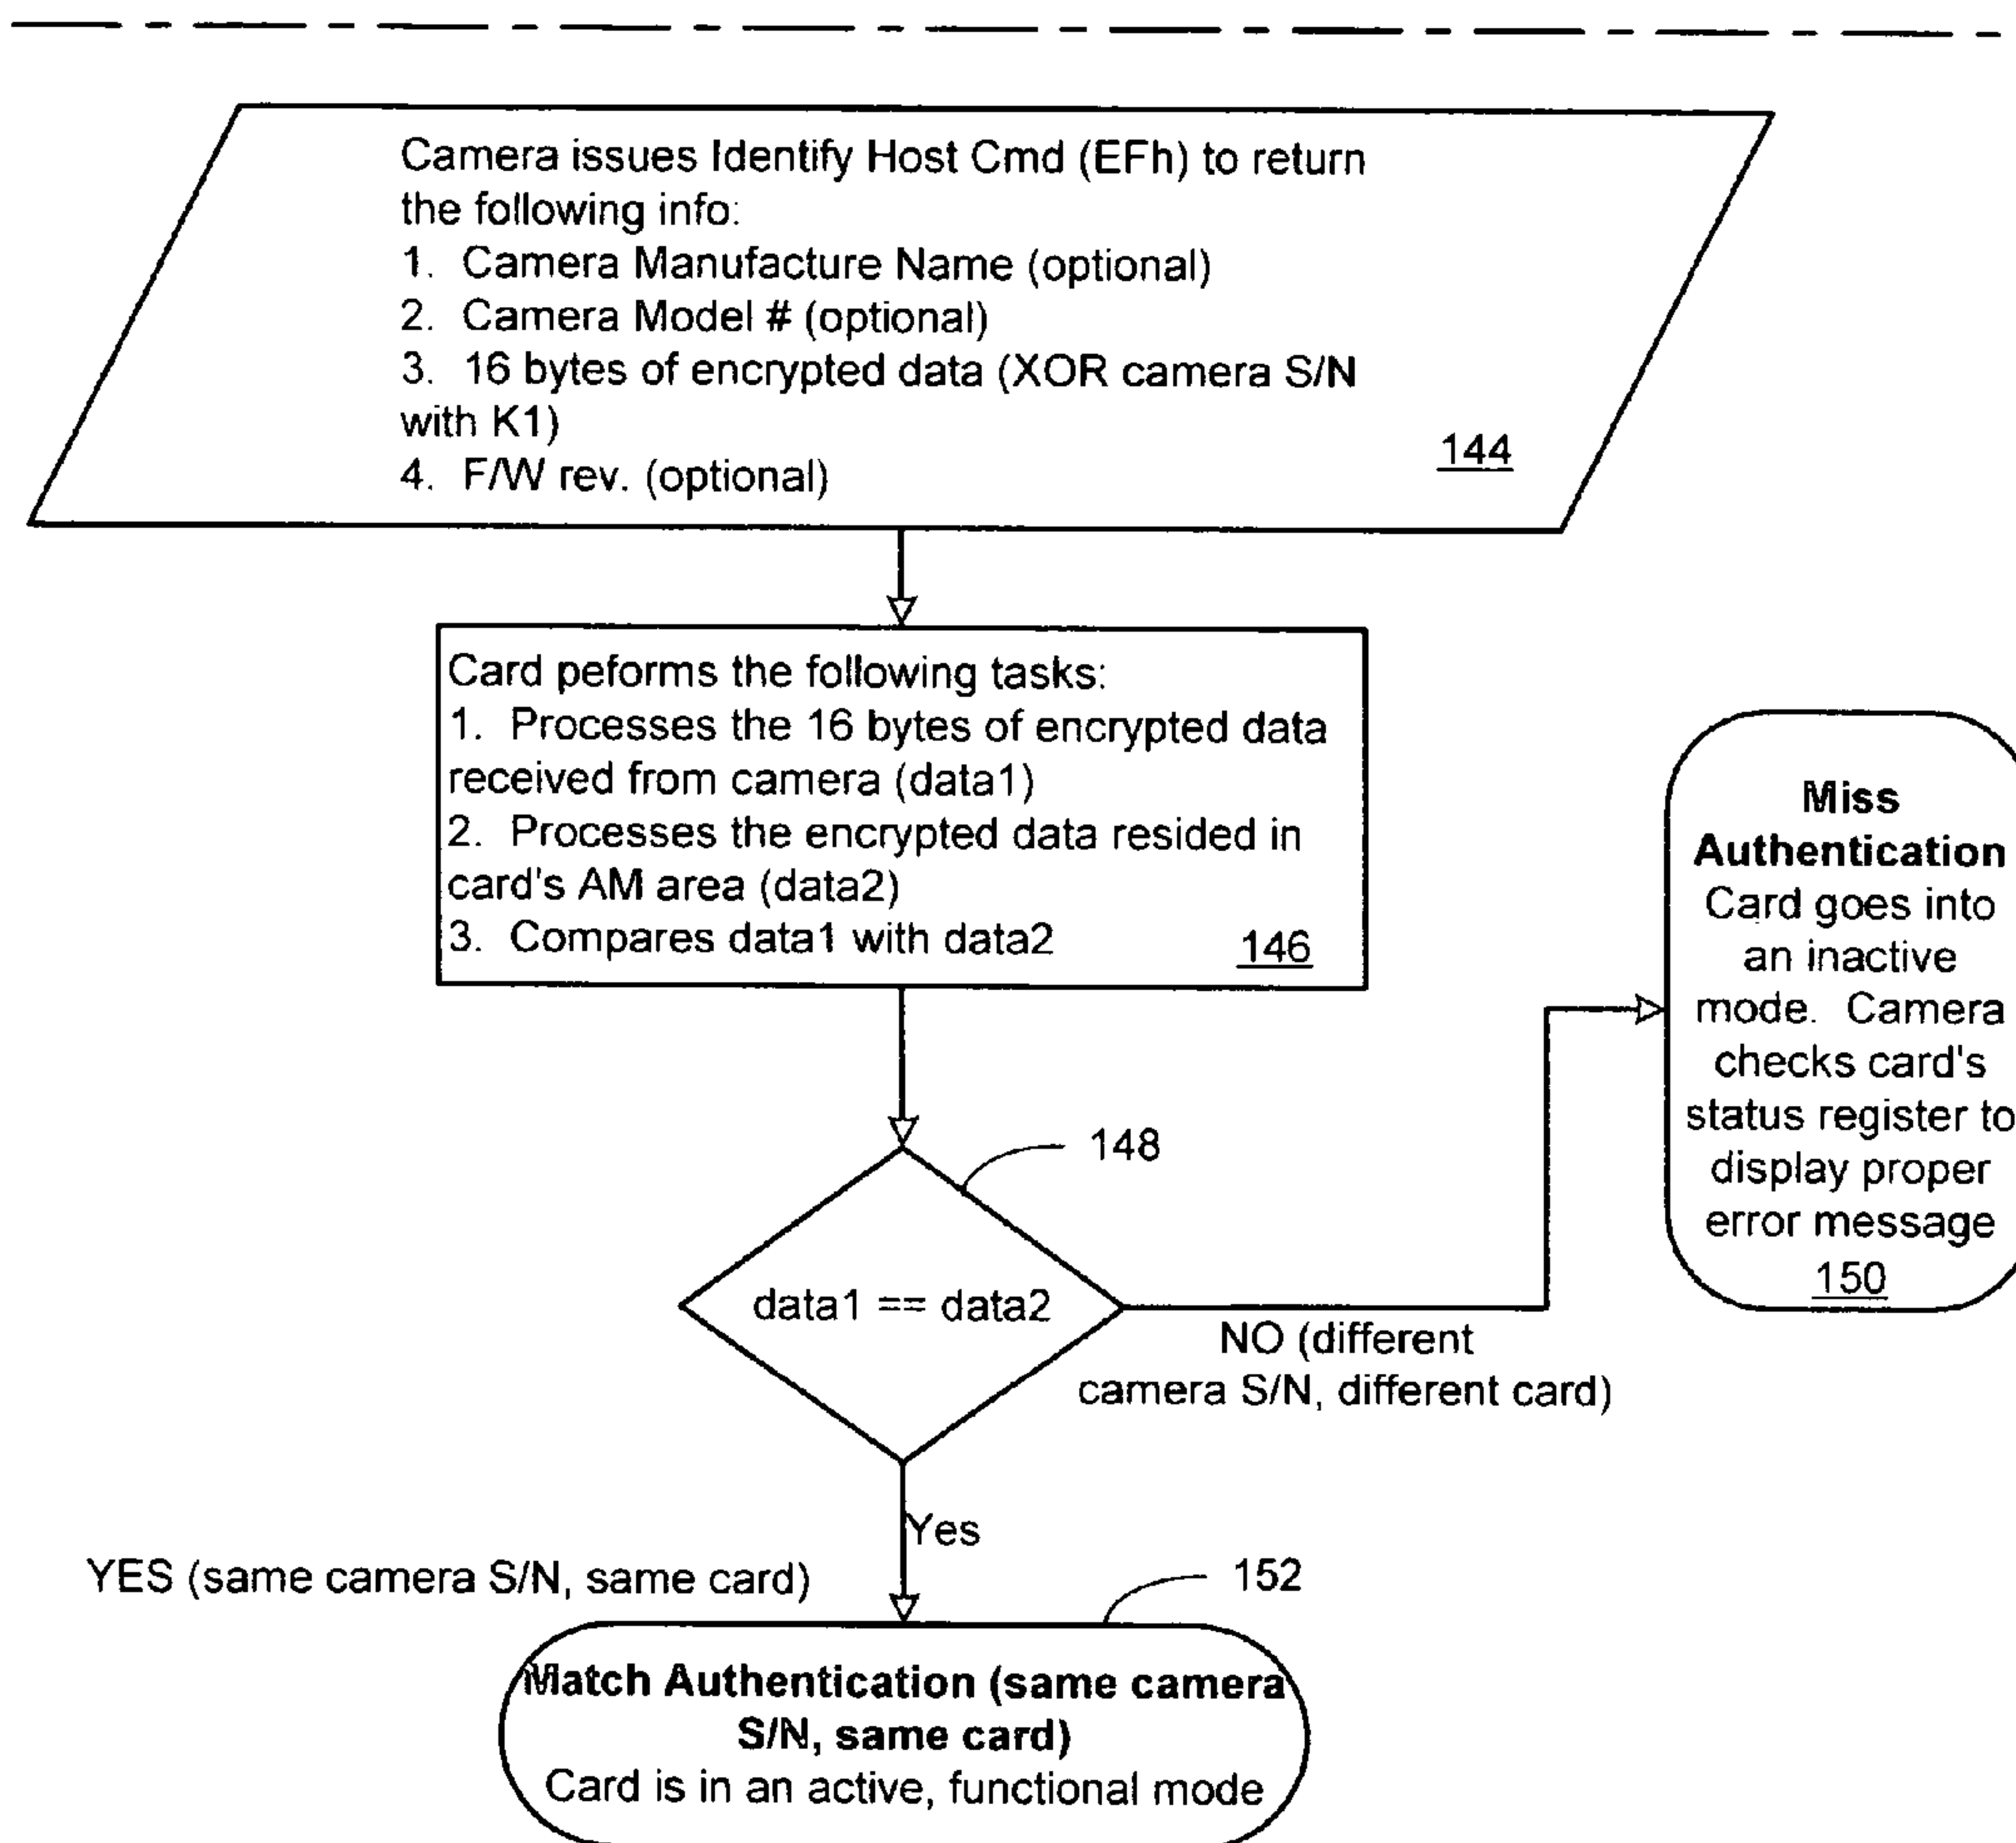 Camera issues Identify Host Cmd (EFh) to return
the following info:
1. Camera Manufacture Name (optional)
2. Camera Model # (optional)
3. 16 bytes of encrypted data (XOR camera S/N
with K1)
4. F/W rev. (optional)
144
Card peforms the following tasks:
1. Processes the 16 bytes of encrypted data
received from camera (data1)
2. Processes the encrypted data resided in
card's AM area (data2)
3. Compares data1 with data2
146
Miss
Authentication
Card goes into
an inactive
mode. Camera
checks card's
status register to
display proper
error message
150
148
data1 == data2
NO (different
camera S/N, different card)
Yes
YES (same camera S/N, same card)
152
Match Authentication (same camera
S/N, same card)
Card is in an active, functional mode